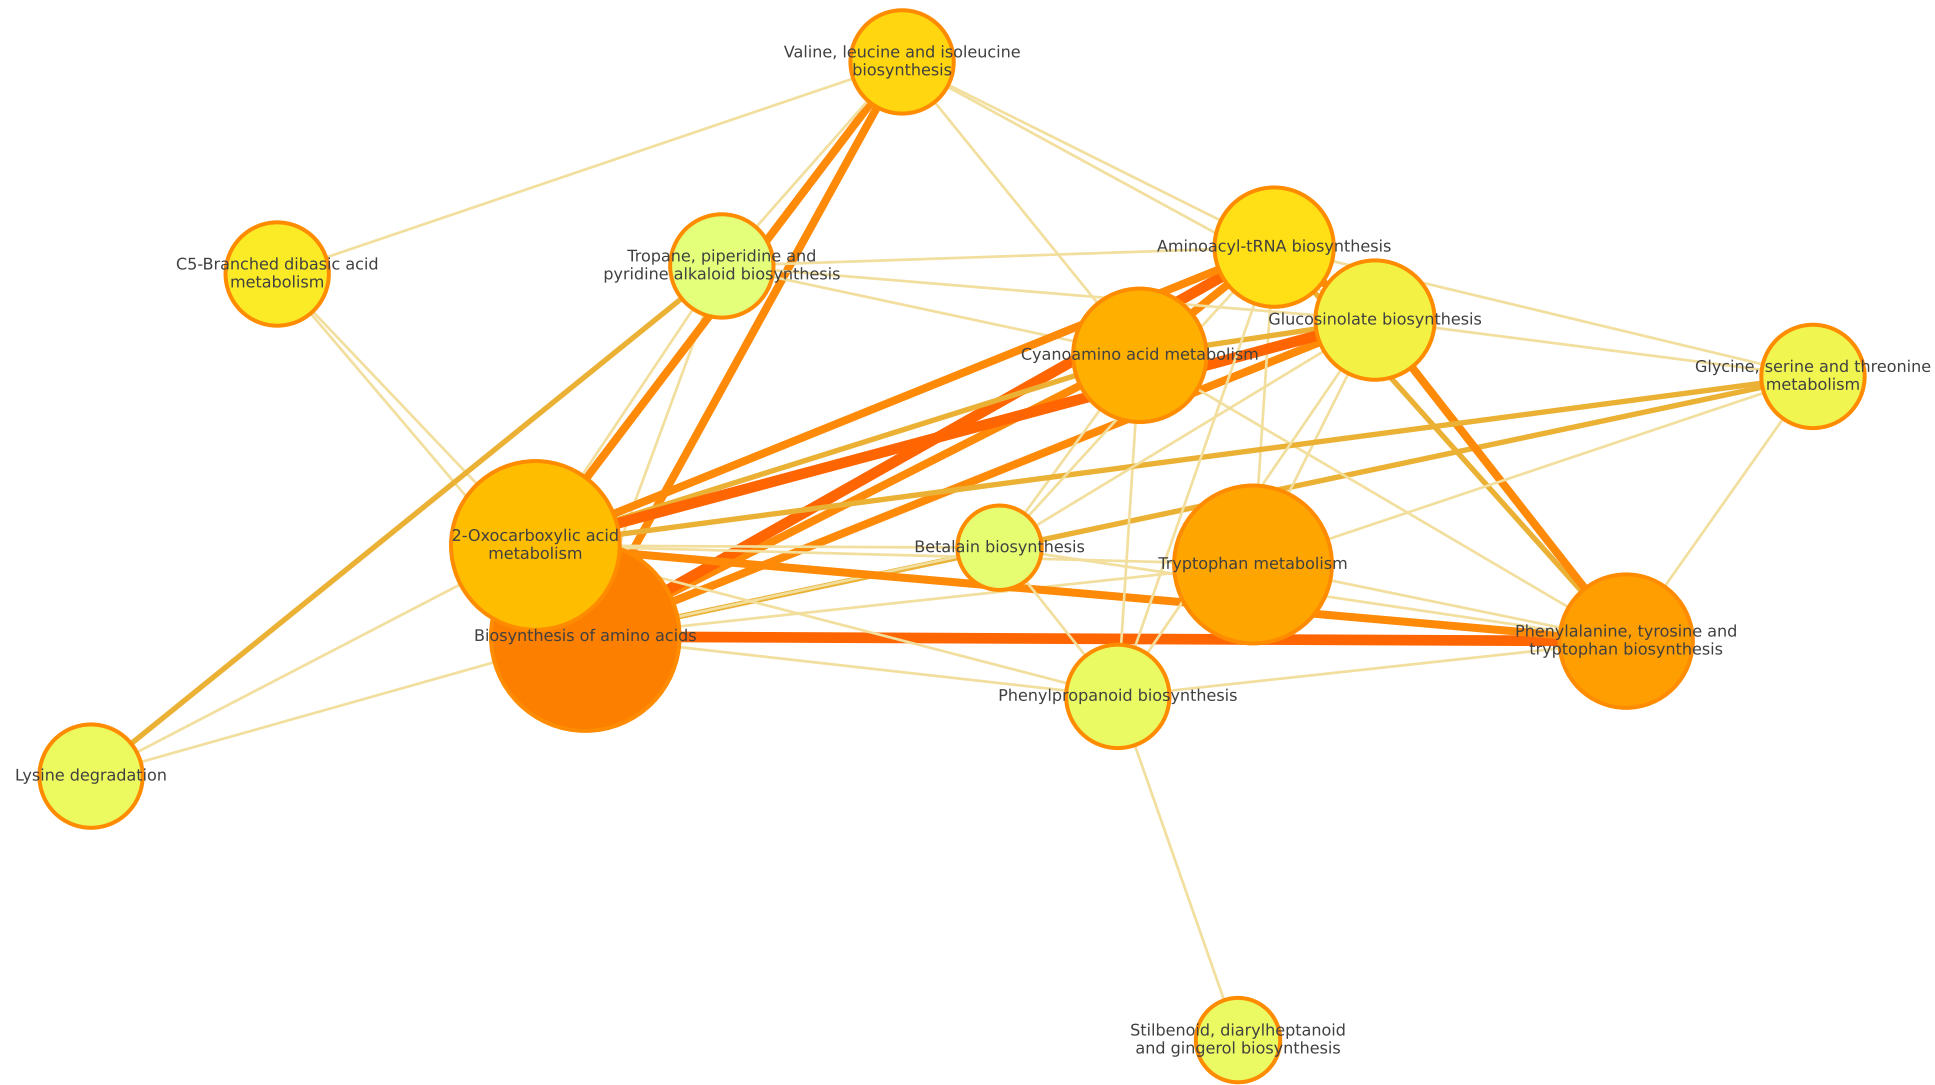 Valine, leucine and isoleucine
biosynthesis
Aminoacyl-tRNA biosynthesis
Tropane, piperidine and
pyridine alkaloid biosynthesis
C5-Branched dibasic acid
metabolism
Glucosinolate biosynthesis
Cyanoamino acid metabolism
Glycine, serine and threonine
metabolism
2-Oxocarboxylic acid
metabolism
Betalain biosynthesis
Tryptophan metabolism
Biosynthesis of amino acids
Phenylalanine, tyrosine and
tryptophan biosynthesis
Phenylpropanoid biosynthesis
Lysine degradation
Stilbenoid, diarylheptanoid
and gingerol biosynthesis